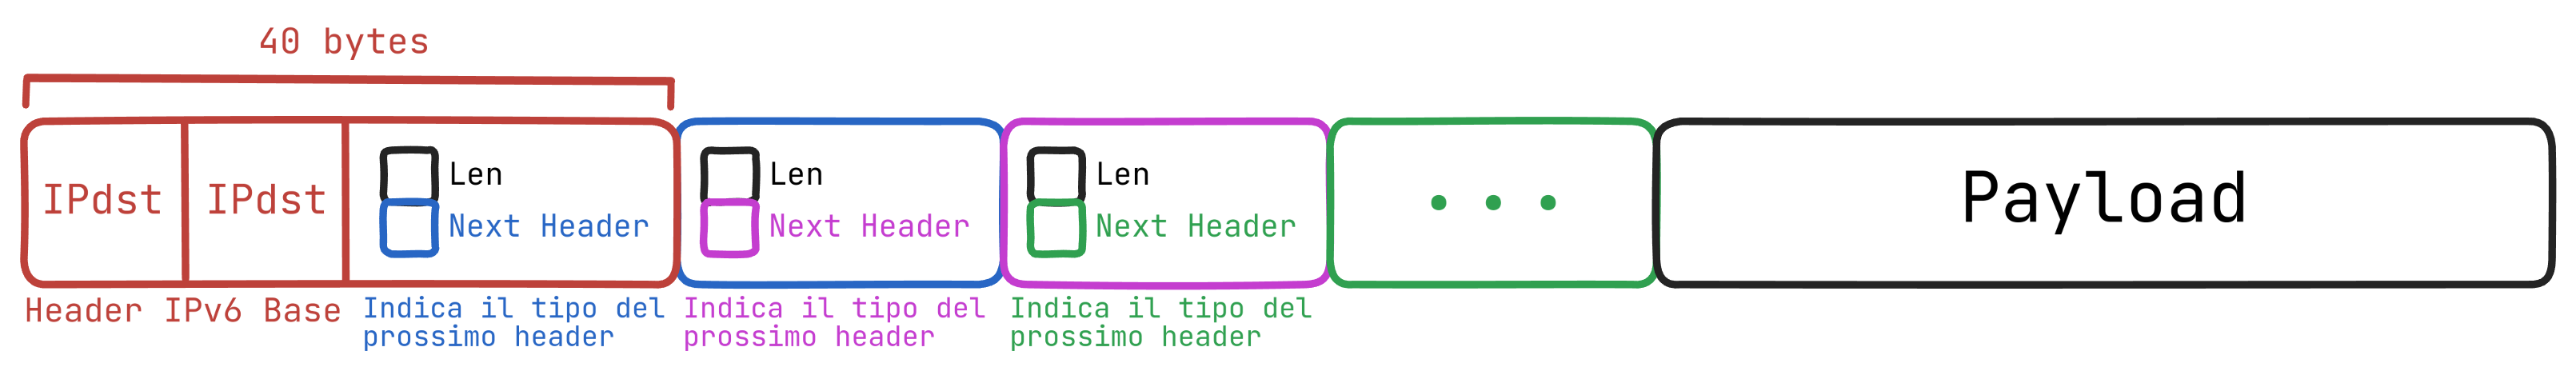 40 bytes
IPdst IPdst Len Len Len
Next Header Next Header Next Header
Payload
Header IPv6 Base
Indica il tipo del
prossimo header
Indica il tipo del
prossimo header
Indica il tipo del
prossimo header